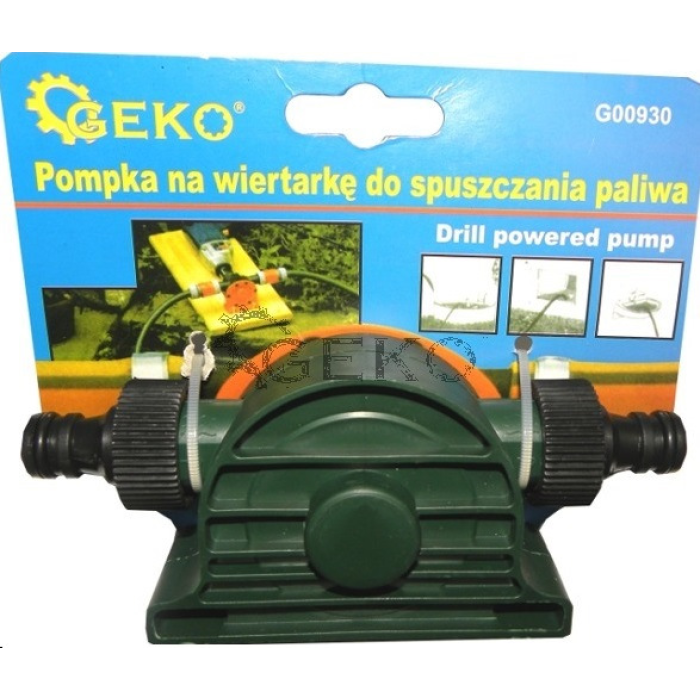 GEKO®
G00930
Pompka na wiertarkę do spuszczania paliwa
Drill powered pump
GEKO